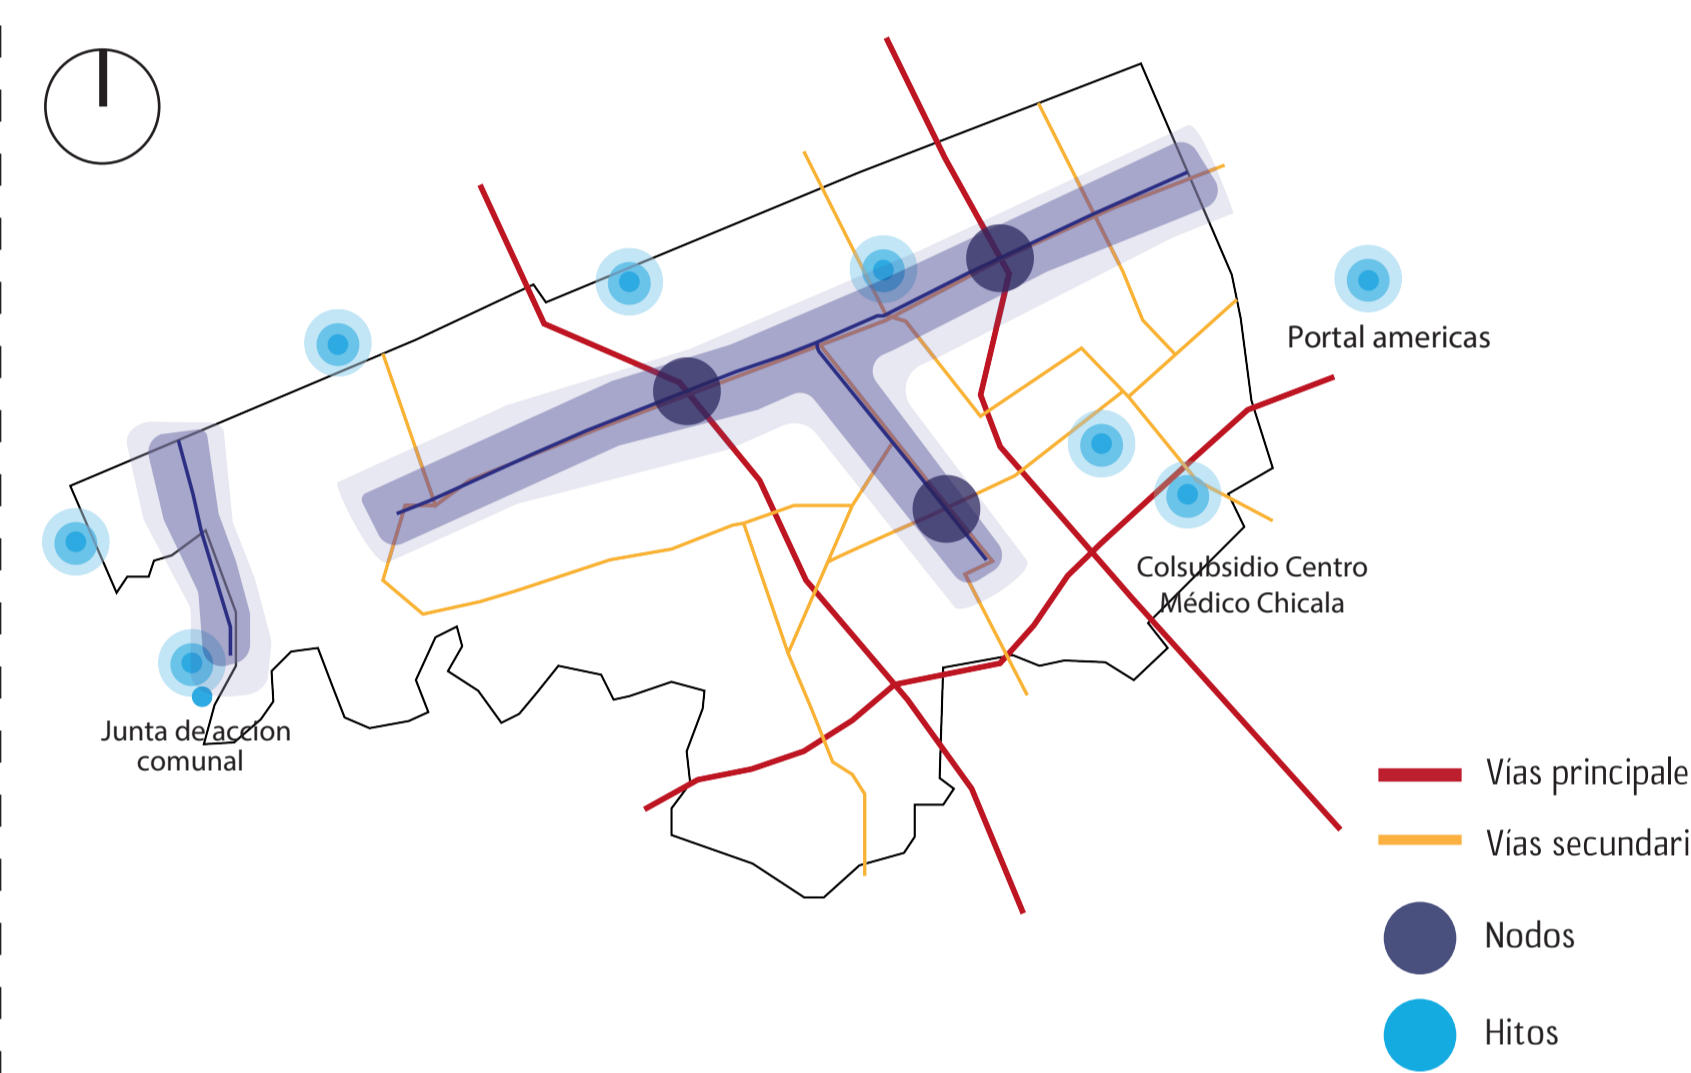 Portal americas
Colsubsidio Centro
Médico Chicala
Junta de accion
comunal
Vías principale
Vías secundari
Nodos
Hitos